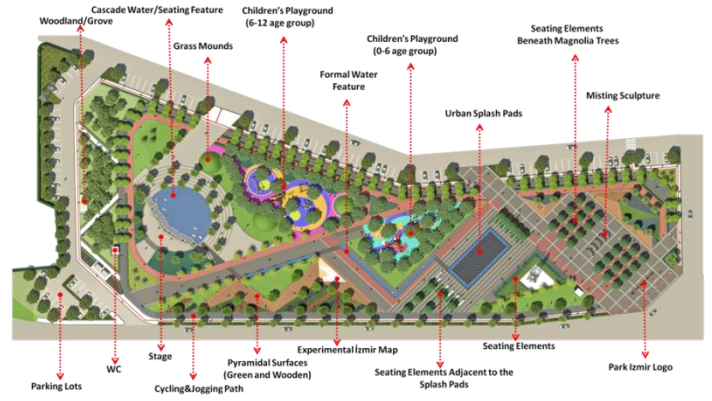 Woodland/Grove
Cascade Water/Seating Feature
Grass Mounds
Children's Playground
(6-12 age group)
Formal Water
Feature
Children's Playground
(0-6 age group)
Urban Splash Pads
Seating Elements
Beneath Magnolia Trees
Misting Sculpture
Parking Lots
WC
Stage
Cycling&Jogging Path
Pyramidal Surfaces
(Green and Wooden)
Experimental İzmir Map
Seating Elements Adjacent to the
Splash Pads
Seating Elements
Park Izmir Logo